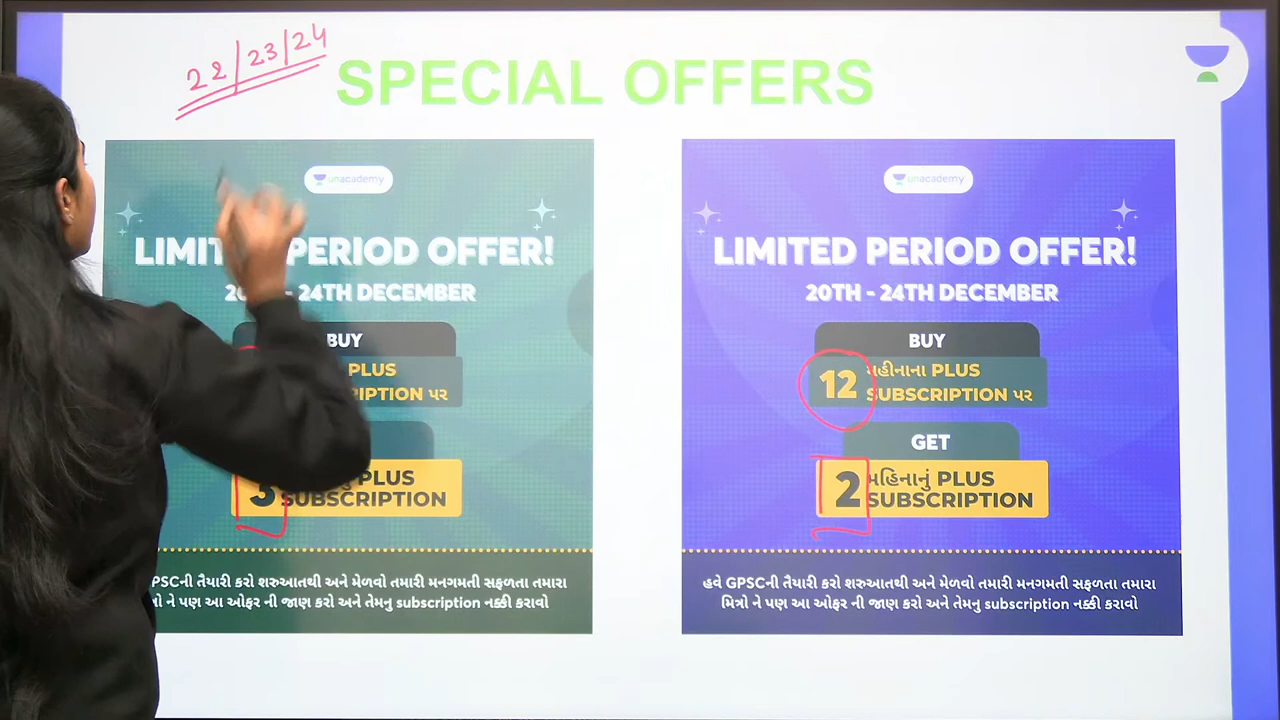 22/23/24
SPECIAL OFFERS
unacademy
LIMIT PERIOD OFFER!
- 24TH DECEMBER
BUY
PLUS
પર
3 PLUS
SUBSCRIPTION
PSCની તૈયારી કરો શરુઆતથી અને મેળવો તમારી મનગમતી સફળતા તમારા
ને પણ આ ઓફર ની જાણ કરો અને તેમનુ subscription નક્કી કરાવો
unacademy
LIMITED PERIOD OFFER!
20TH - 24TH DECEMBER
BUY
12 મહીનાના PLUS
SUBSCRIPTION પર
GET
2 મહિનાનું PLUS
SUBSCRIPTION
હવે GPSCની તૈયારી કરો શરુઆતથી અને મેળવો તમારી મનગમતી સફળતા તમારા
મિત્રો ને પણ આ ઓફર ની જાણ કરો અને તેમનુ subscription નક્કી કરાવો